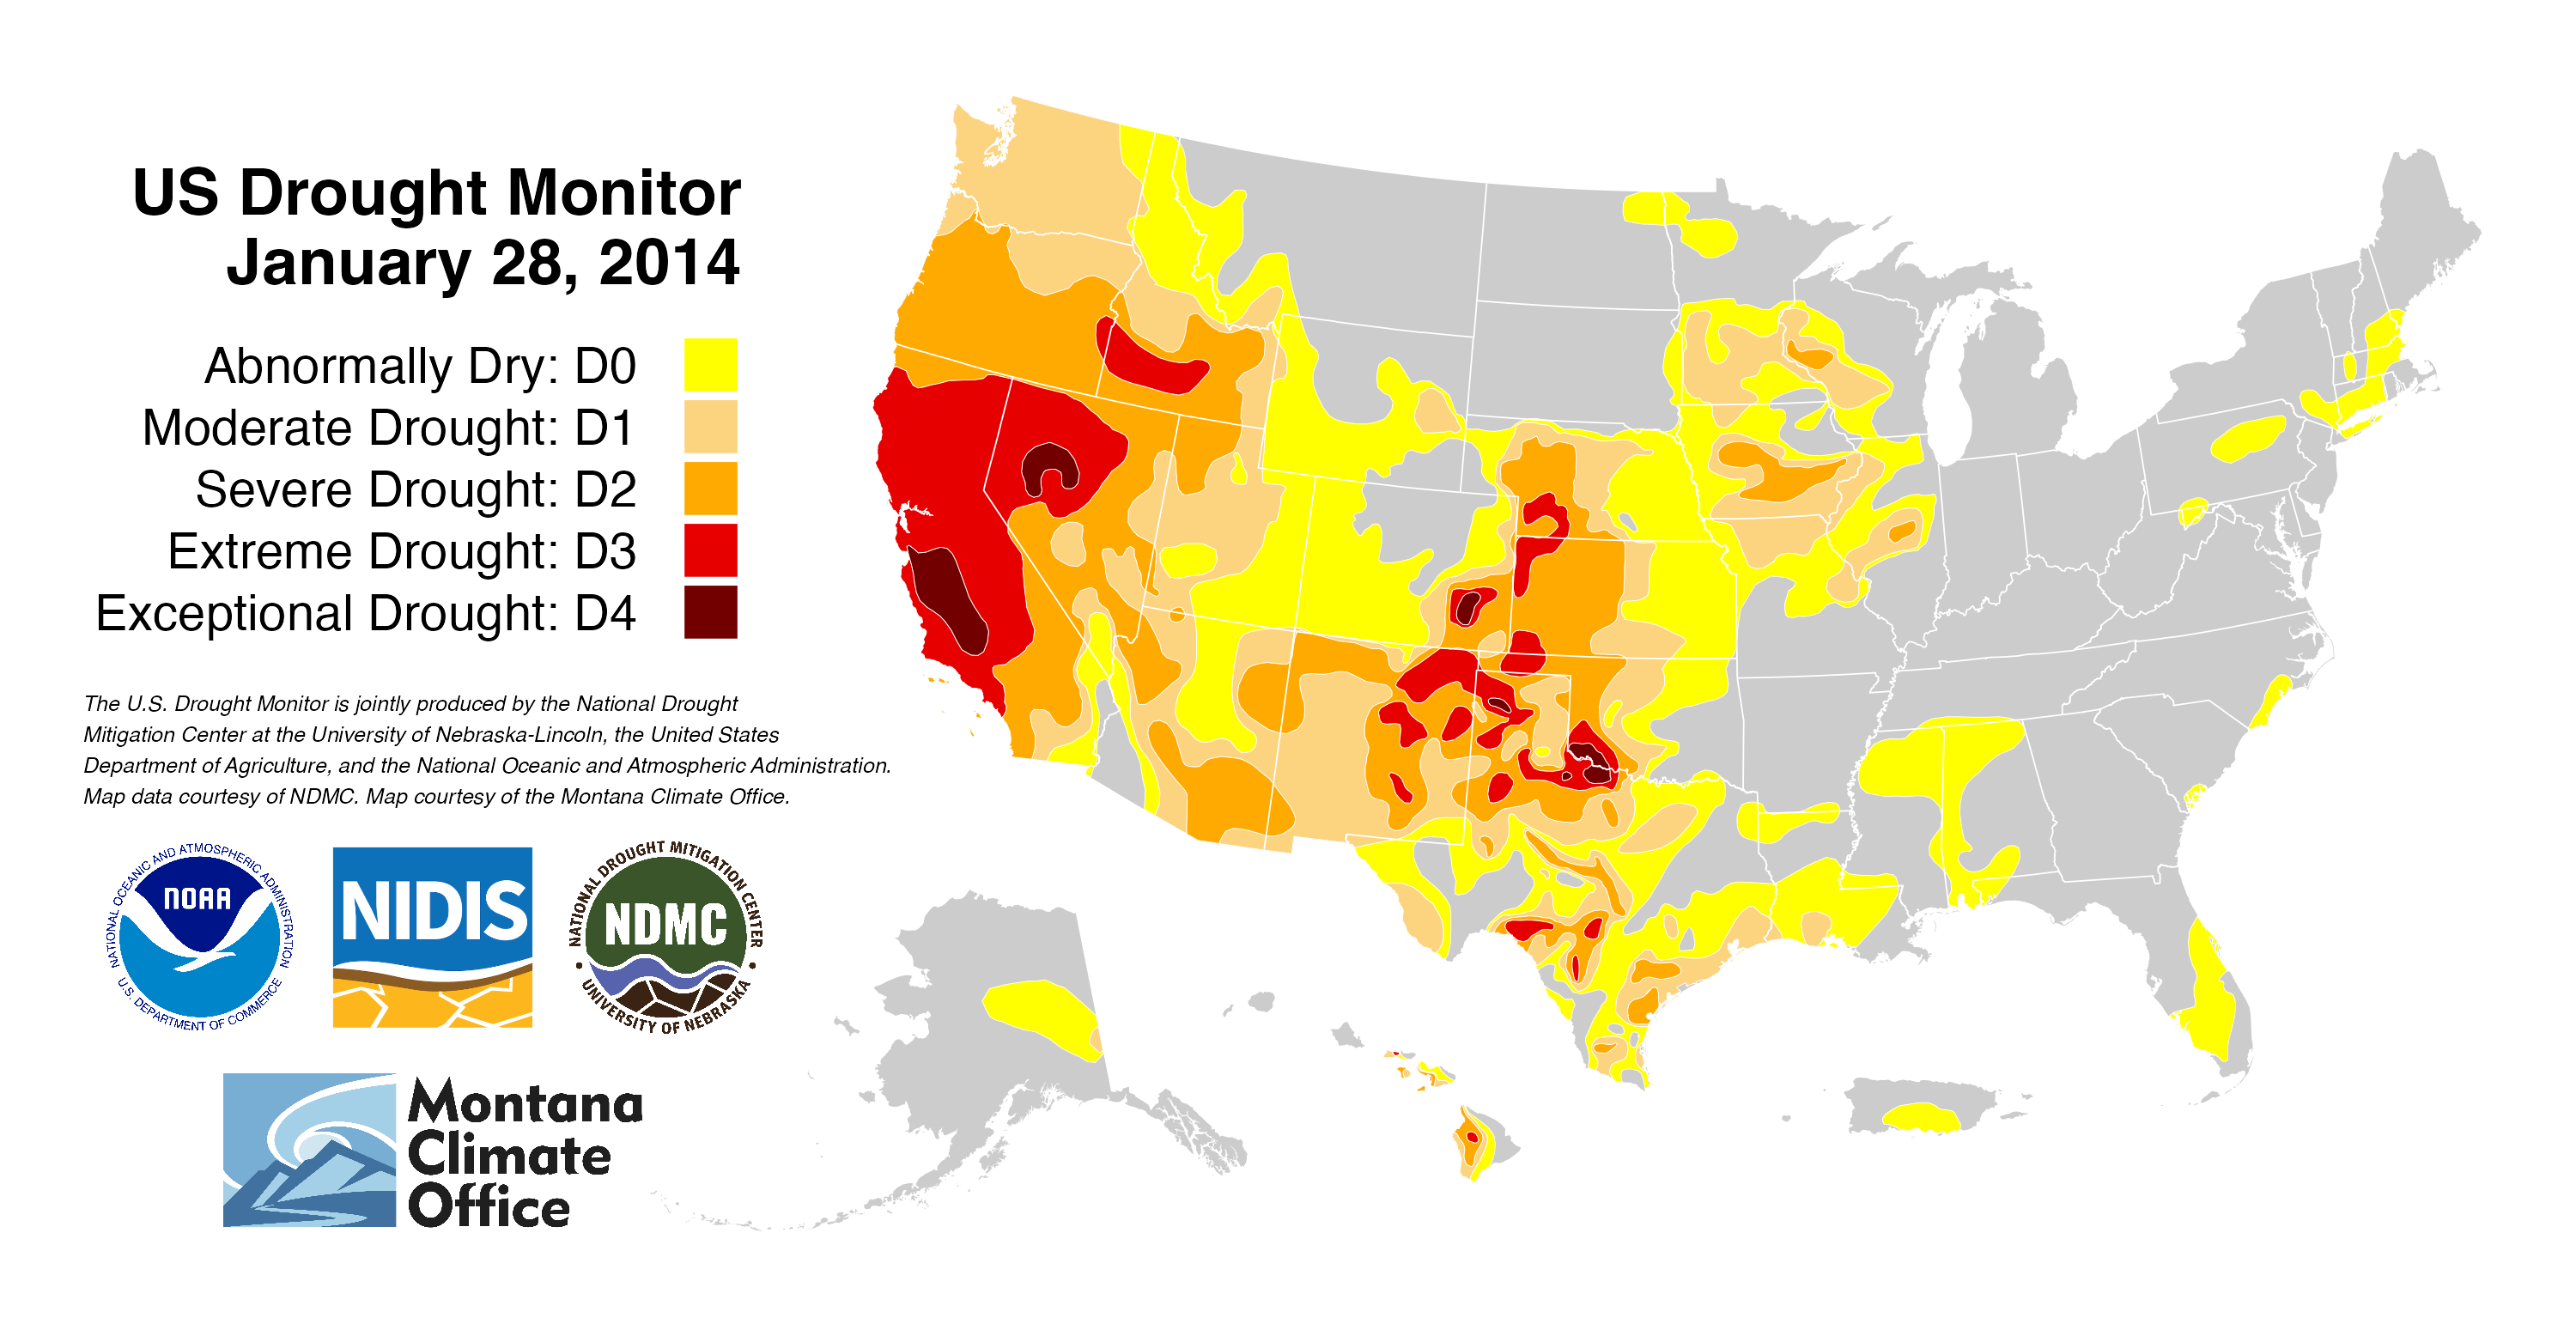 US Drought Monitor
January 28, 2014
Abnormally Dry: D0
Moderate Drought: D1
Severe Drought: D2
Extreme Drought: D3
Exceptional Drought: D4
The U.S. Drought Monitor is jointly produced by the National Drought
Mitigation Center at the University of Nebraska-Lincoln, the United States
Department of Agriculture, and the National Oceanic and Atmospheric Administration.
Map data courtesy of NDMC. Map courtesy of the Montana Climate Office.
NATIONAL OCEANIC AND ATMOSPHERIC ADMINISTRATION
NOAA
U.S. DEPARTMENT OF COMMERCE
NIDIS
NATIONAL DROUGHT MITIGATION CENTER
NDMC
UNIVERSITY OF NEBRASKA
Montana
Climate
Office